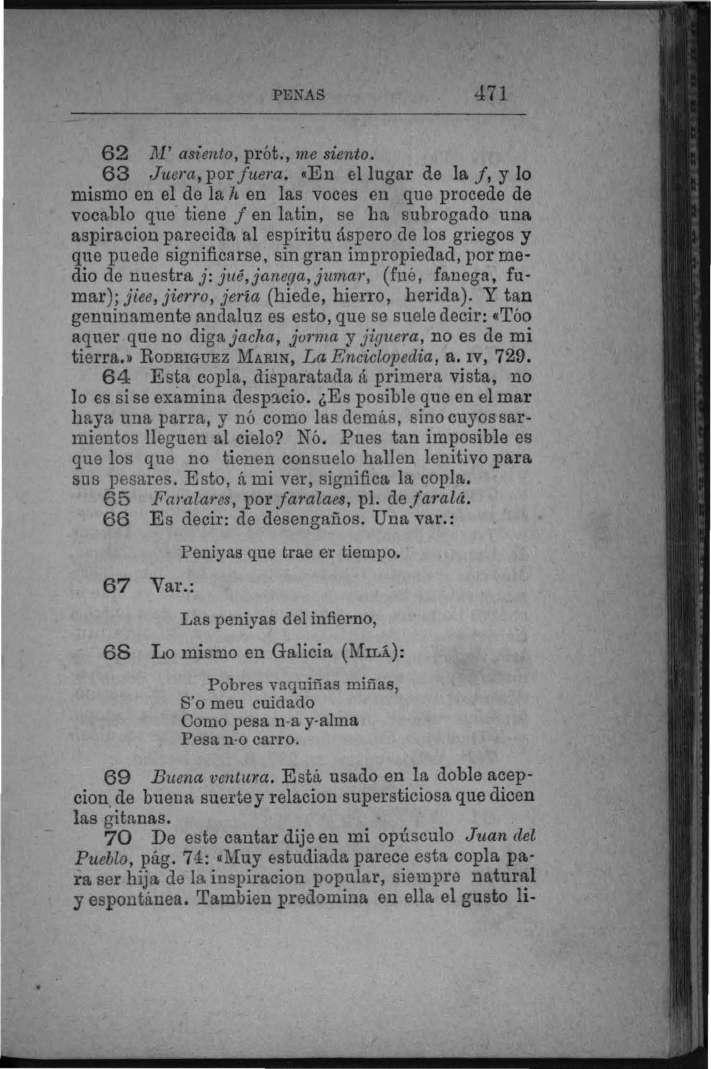 PENAS 471
62 M' asiento, prót., me siento.
63 Juera, por fuera. «En el lugar de la f, y lo
mismo en el de la h en las voces en que procede de
vocablo que tiene f en latin, se ha subrogado una
aspiracion parecida al espíritu áspero de los griegos y
que puede significarse, sin gran impropiedad, por me-
dio de nuestra j: jué, janega, jumar, (fué, fanega, fu-
mar); jiee, jierro, jería (hiede, hierro, herida). Y tan
genuinamente andaluz es esto, que se suele decir: «Tóo
aquer que no diga jacha, jorma y jiguera, no es de mi
tierra.» RODRIGUEZ MARIN, La Enciclopedia, a. IV, 729.
64 Esta copla, disparatada á primera vista, no
lo es si se examina despacio. ¿Es posible que en el mar
haya una parra, y nó como las demás, sino cuyos sar-
mientos lleguen al cielo? Nó. Pues tan imposible es
que los que no tienen consuelo hallen lenitivo para
sus pesares. Esto, á mi ver, significa la copla.
65 Faralares, por faralaes, pl. de faralá.
66 Es decir: de desengaños. Una var.:
Peniyas que trae er tiempo.
67 Var.:
Las peniyas del infierno,
68 Lo mismo en Galicia (MILÁ):
Pobres vaquiñas miñas,
S'o meu cuidado
Como pesa n-a y-alma
Pesa n-o carro.
69 Buena ventura. Está usado en la doble acep-
cion de buena suerte y relacion supersticiosa que dicen
las gitanas.
70 De este cantar dije en mi opúsculo Juan del
Pueblo, pág. 74: «Muy estudiada parece esta copla pa-
ra ser hija de la inspiracion popular, siempre natural
y espontánea. Tambien predomina en ella el gusto li-